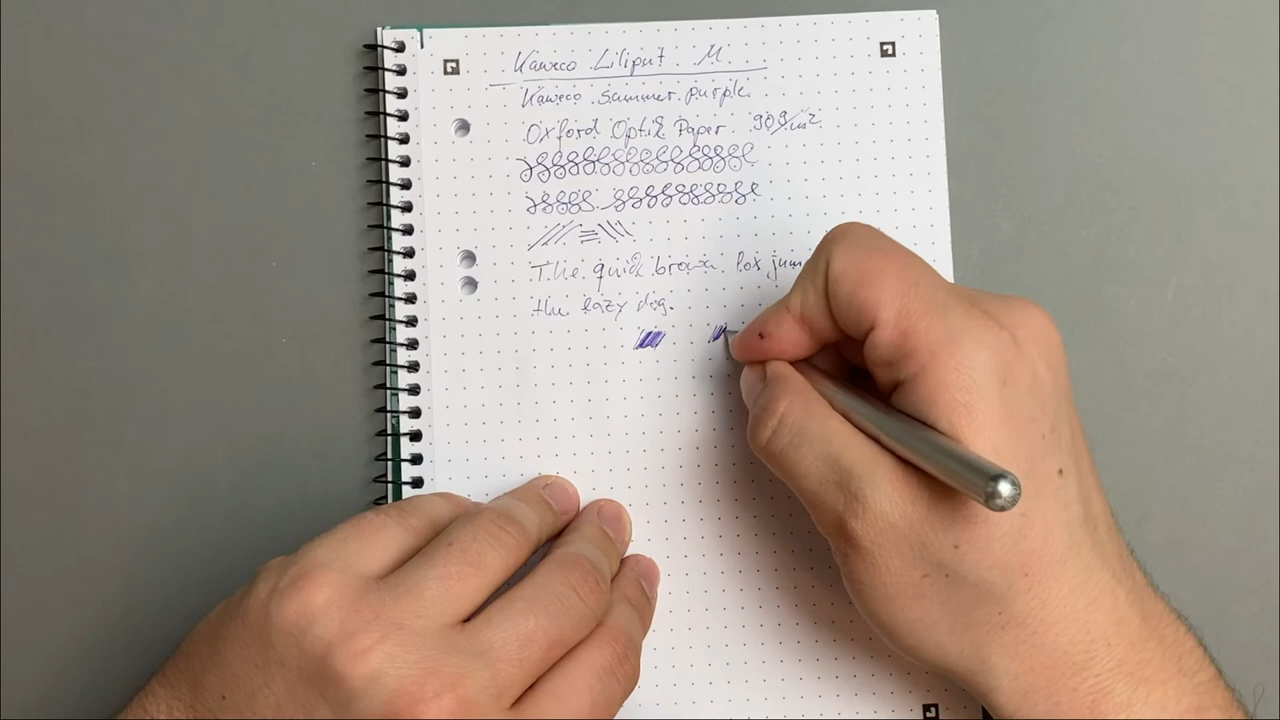 Kaweco Liliput M
Kaweco summer purple
Oxford Optik Paper 90g/m²
The quick brown fox jum
the lazy dog.